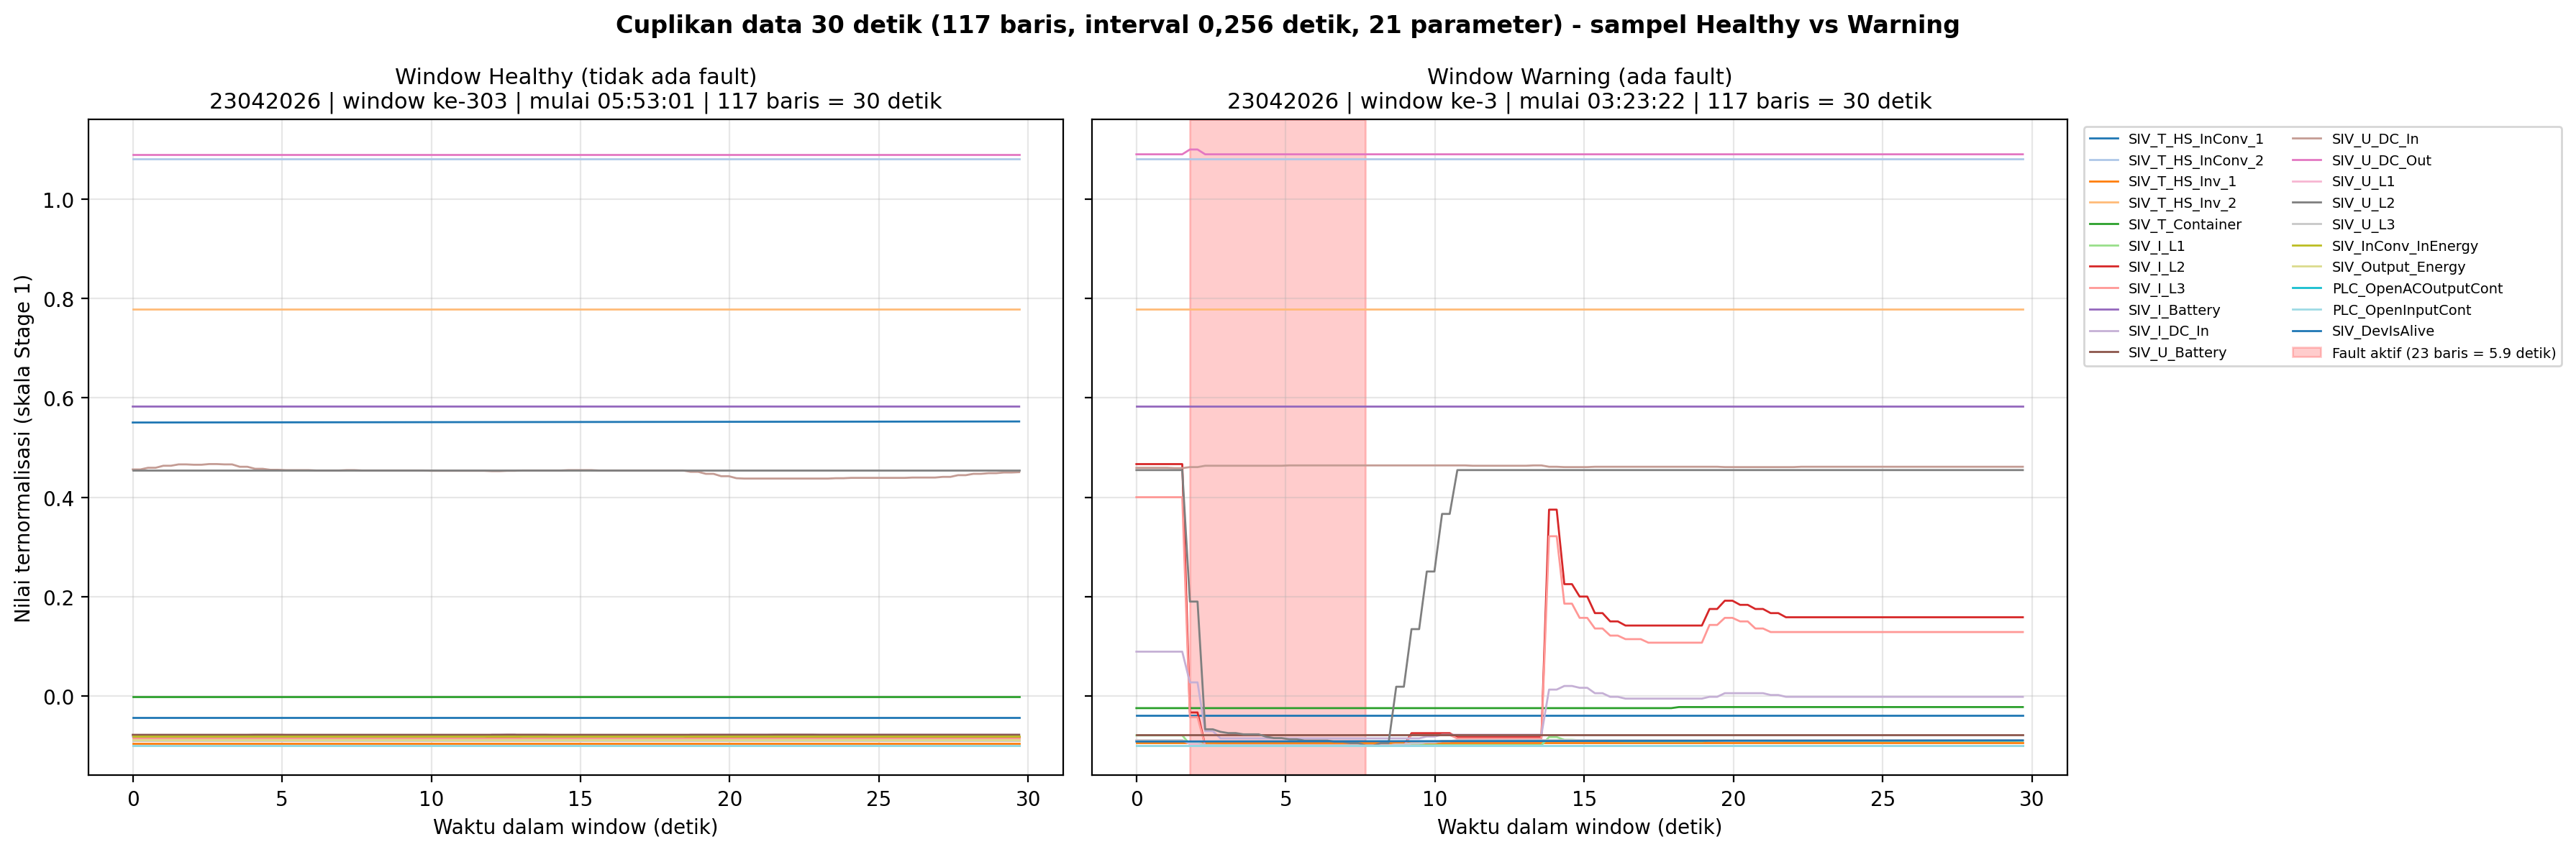 Cuplikan data 30 detik (117 baris, interval 0,256 detik, 21 parameter) - sampel Healthy vs Warning
Window Healthy (tidak ada fault)
23042026 | window ke-303 | mulai 05:53:01 | 117 baris = 30 detik
Nilai ternormalisasi (skala Stage 1)
1.0
0.8
0.6
0.4
0.2
0.0
0 5 10 15 20 25 30
Waktu dalam window (detik)
Window Warning (ada fault)
23042026 | window ke-3 | mulai 03:23:22 | 117 baris = 30 detik
0 5 10 15 20 25 30
Waktu dalam window (detik)
SIV_T_HS_InConv_1
SIV_T_HS_InConv_2
SIV_T_HS_Inv_1
SIV_T_HS_Inv_2
SIV_T_Container
SIV_I_L1
SIV_I_L2
SIV_I_L3
SIV_I_Battery
SIV_I_DC_In
SIV_U_Battery
SIV_U_DC_In
SIV_U_DC_Out
SIV_U_L1
SIV_U_L2
SIV_U_L3
SIV_InConv_InEnergy
SIV_Output_Energy
PLC_OpenACOutputCont
PLC_OpenInputCont
SIV_DevIsAlive
Fault aktif (23 baris = 5.9 detik)